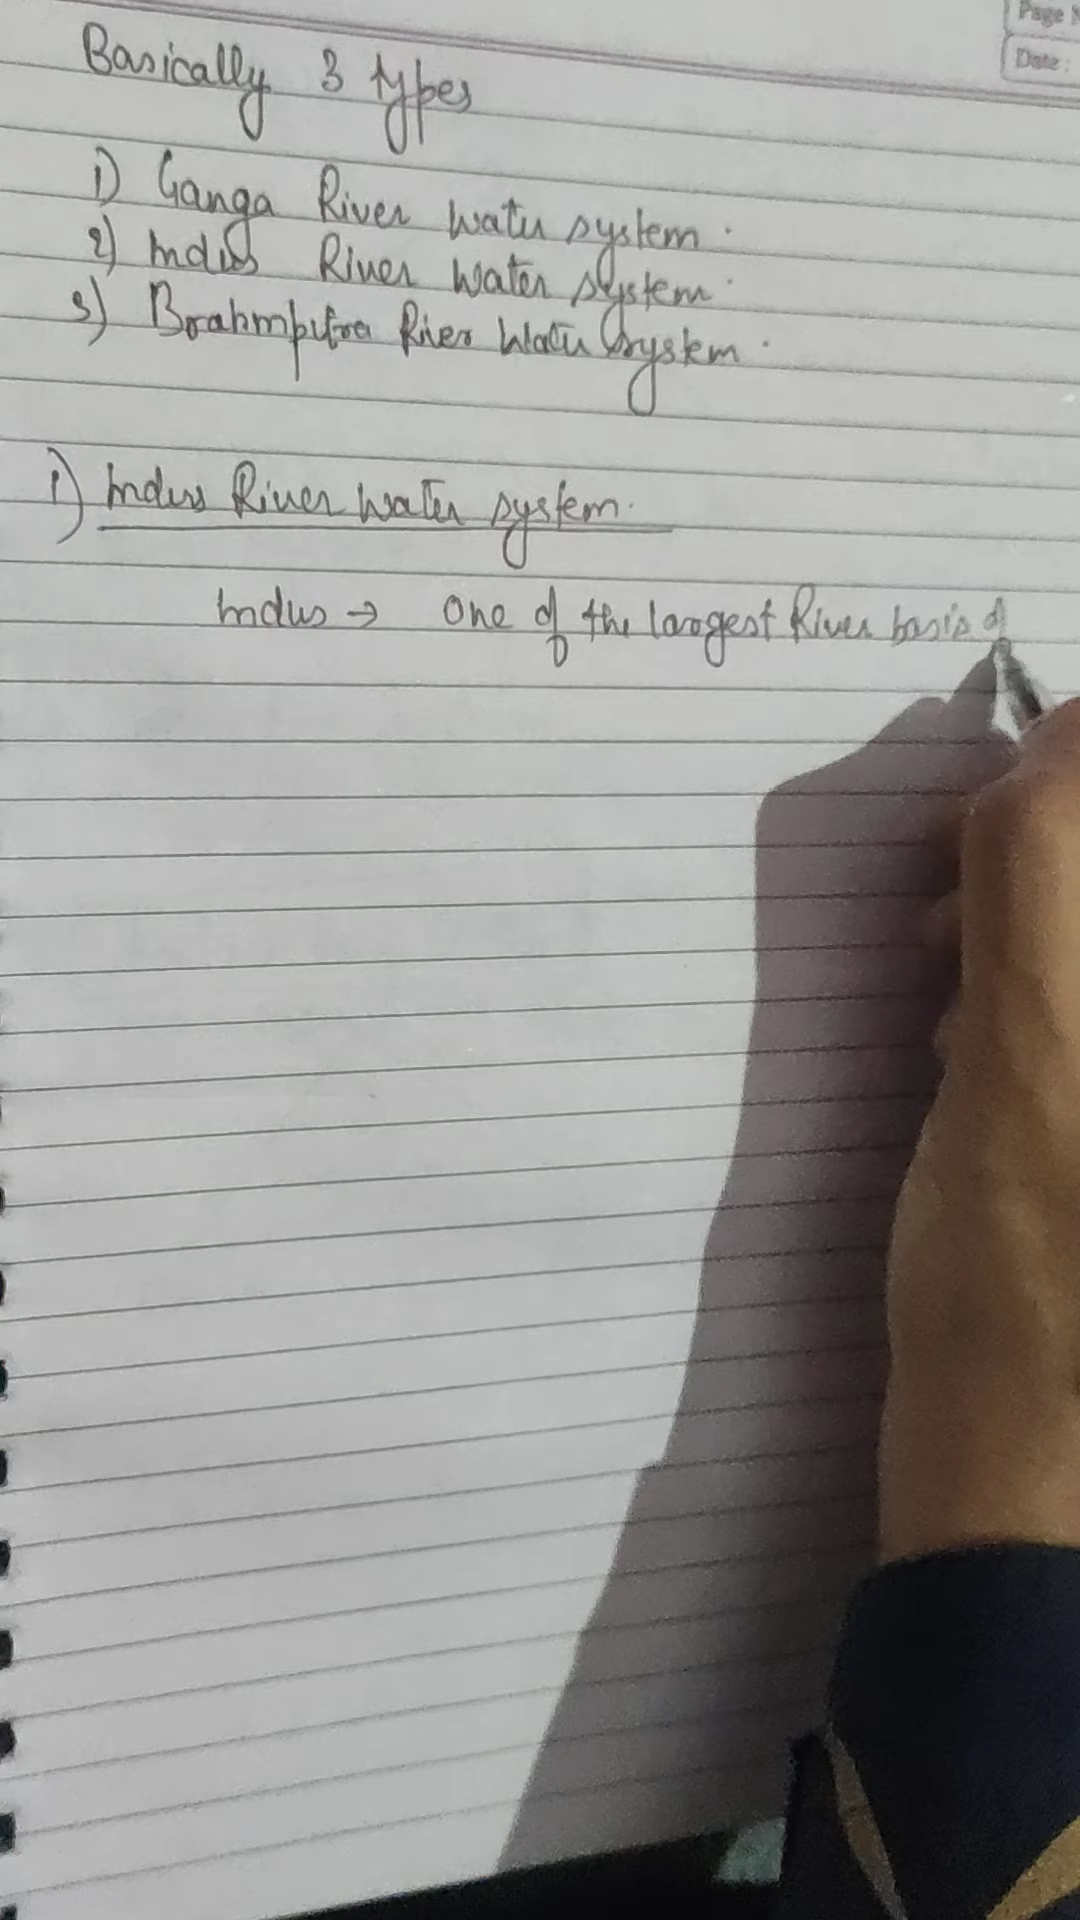 Page N
Date:
Basically 3 types
1) Ganga River Water system.
2) Indus River Water system.
3) Brahmputra River Water System.
1) Indus River Water system.
Indus → One of the largest River basis of